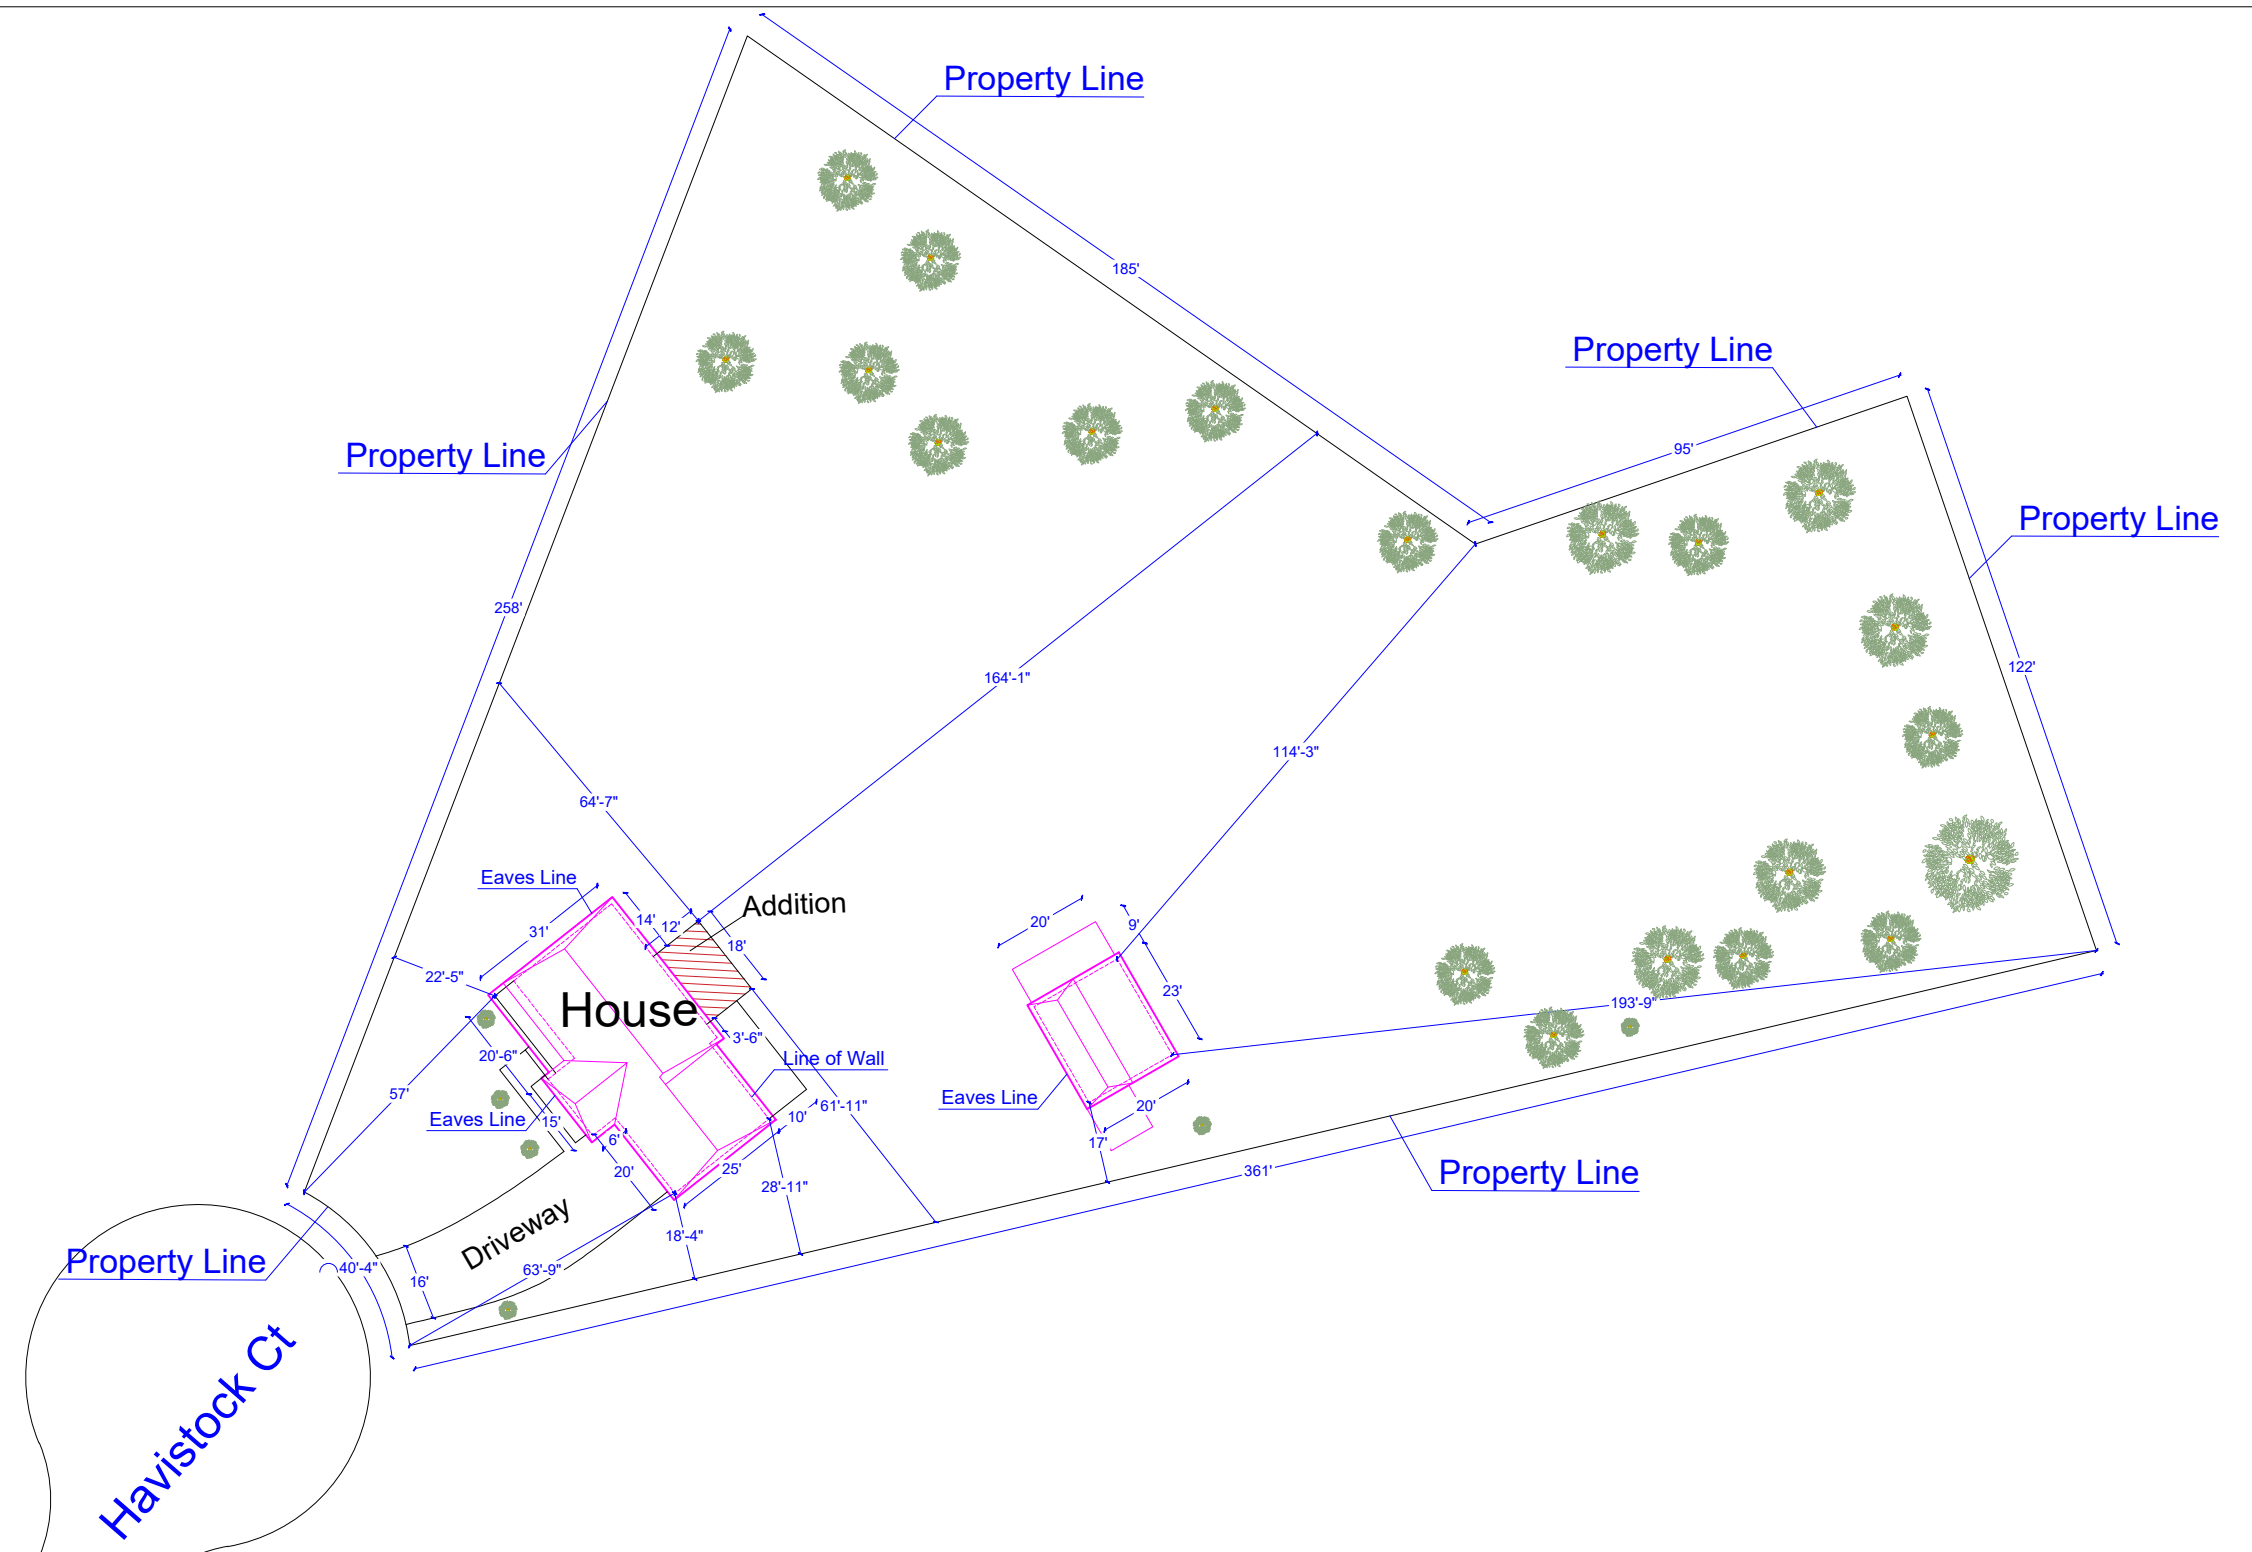 Property Line
185'
Property Line
95'
Property Line
Property Line
258'
122'
164'-1"
114'-3"
64'-7"
Eaves Line
Addition
14'
12'
18'
31'
20'
9'
22'-5"
House
23'
193'-9"
3'-6"
20'-6"
Line of Wall
57'
Eaves Line
Eaves Line
15'
10'
61'-11"
20'
6'
17'
20'
25'
28'-11"
361'
Property Line
Driveway
18'-4"
Property Line
40'-4"
16'
63'-9"
Havistock Ct